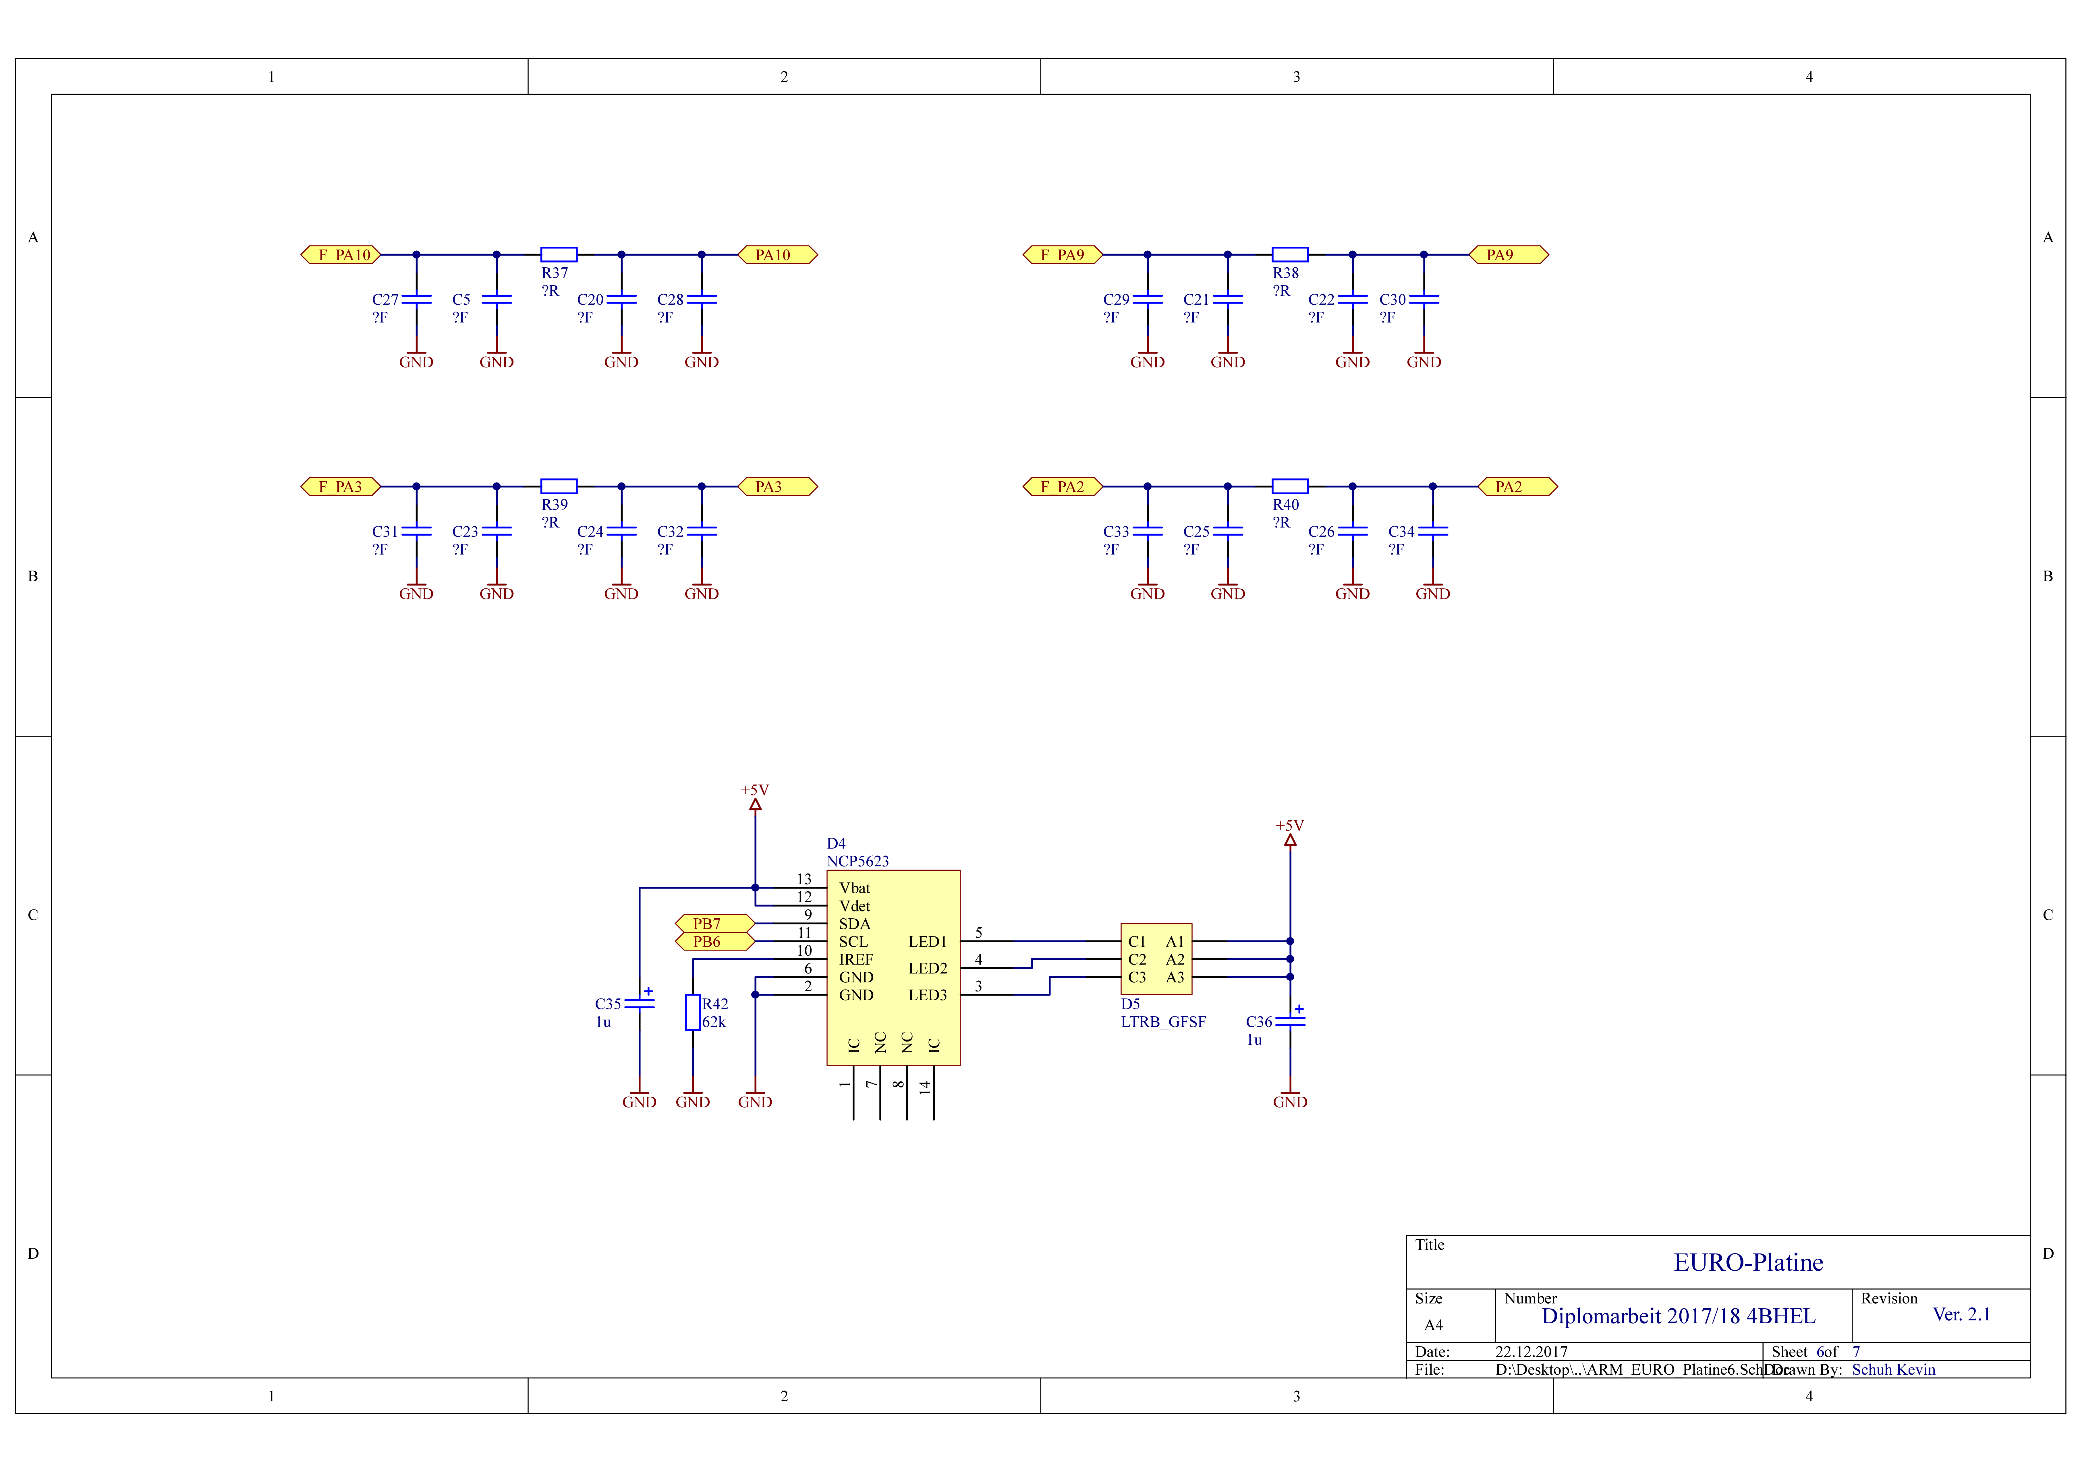 1 2 3 4
A A
F_PA10 PA10 F_PA9 PA9
R37 R38
?R ?R
C27 C5 C20 C28 C29 C21 C22 C30
?F ?F ?F ?F ?F ?F ?F ?F
GND GND GND GND GND GND GND GND
F_PA3 PA3 F_PA2 PA2
R39 R40
?R ?R
C31 C23 C24 C32 C33 C25 C26 C34
?F ?F ?F ?F ?F ?F ?F ?F
B B
GND GND GND GND GND GND GND GND
+5V
+5V
D4
NCP5623
13 Vbat
12 Vdet
PB7 9 SDA
C C
PB6 11 SCL LED1 5 C1 A1
10 IREF LED2 4 C2 A2
6 GND C3 A3
2 GND LED3 3
+
C35 R42 D5 +
1u 62k LTRB_GFSF C36
1u
IC NC NC IC
1 7 8 14
GND GND GND GND
Title
D D
EURO-Platine
Size Number Revision
Diplomarbeit 2017/18 4BHEL Ver. 2.1
A4
Date: 22.12.2017 Sheet 6of 7
File: D:\Desktop\..\ARM_EURO_Platine6.SchDoc Drawn By: Schuh Kevin
1 2 3 4